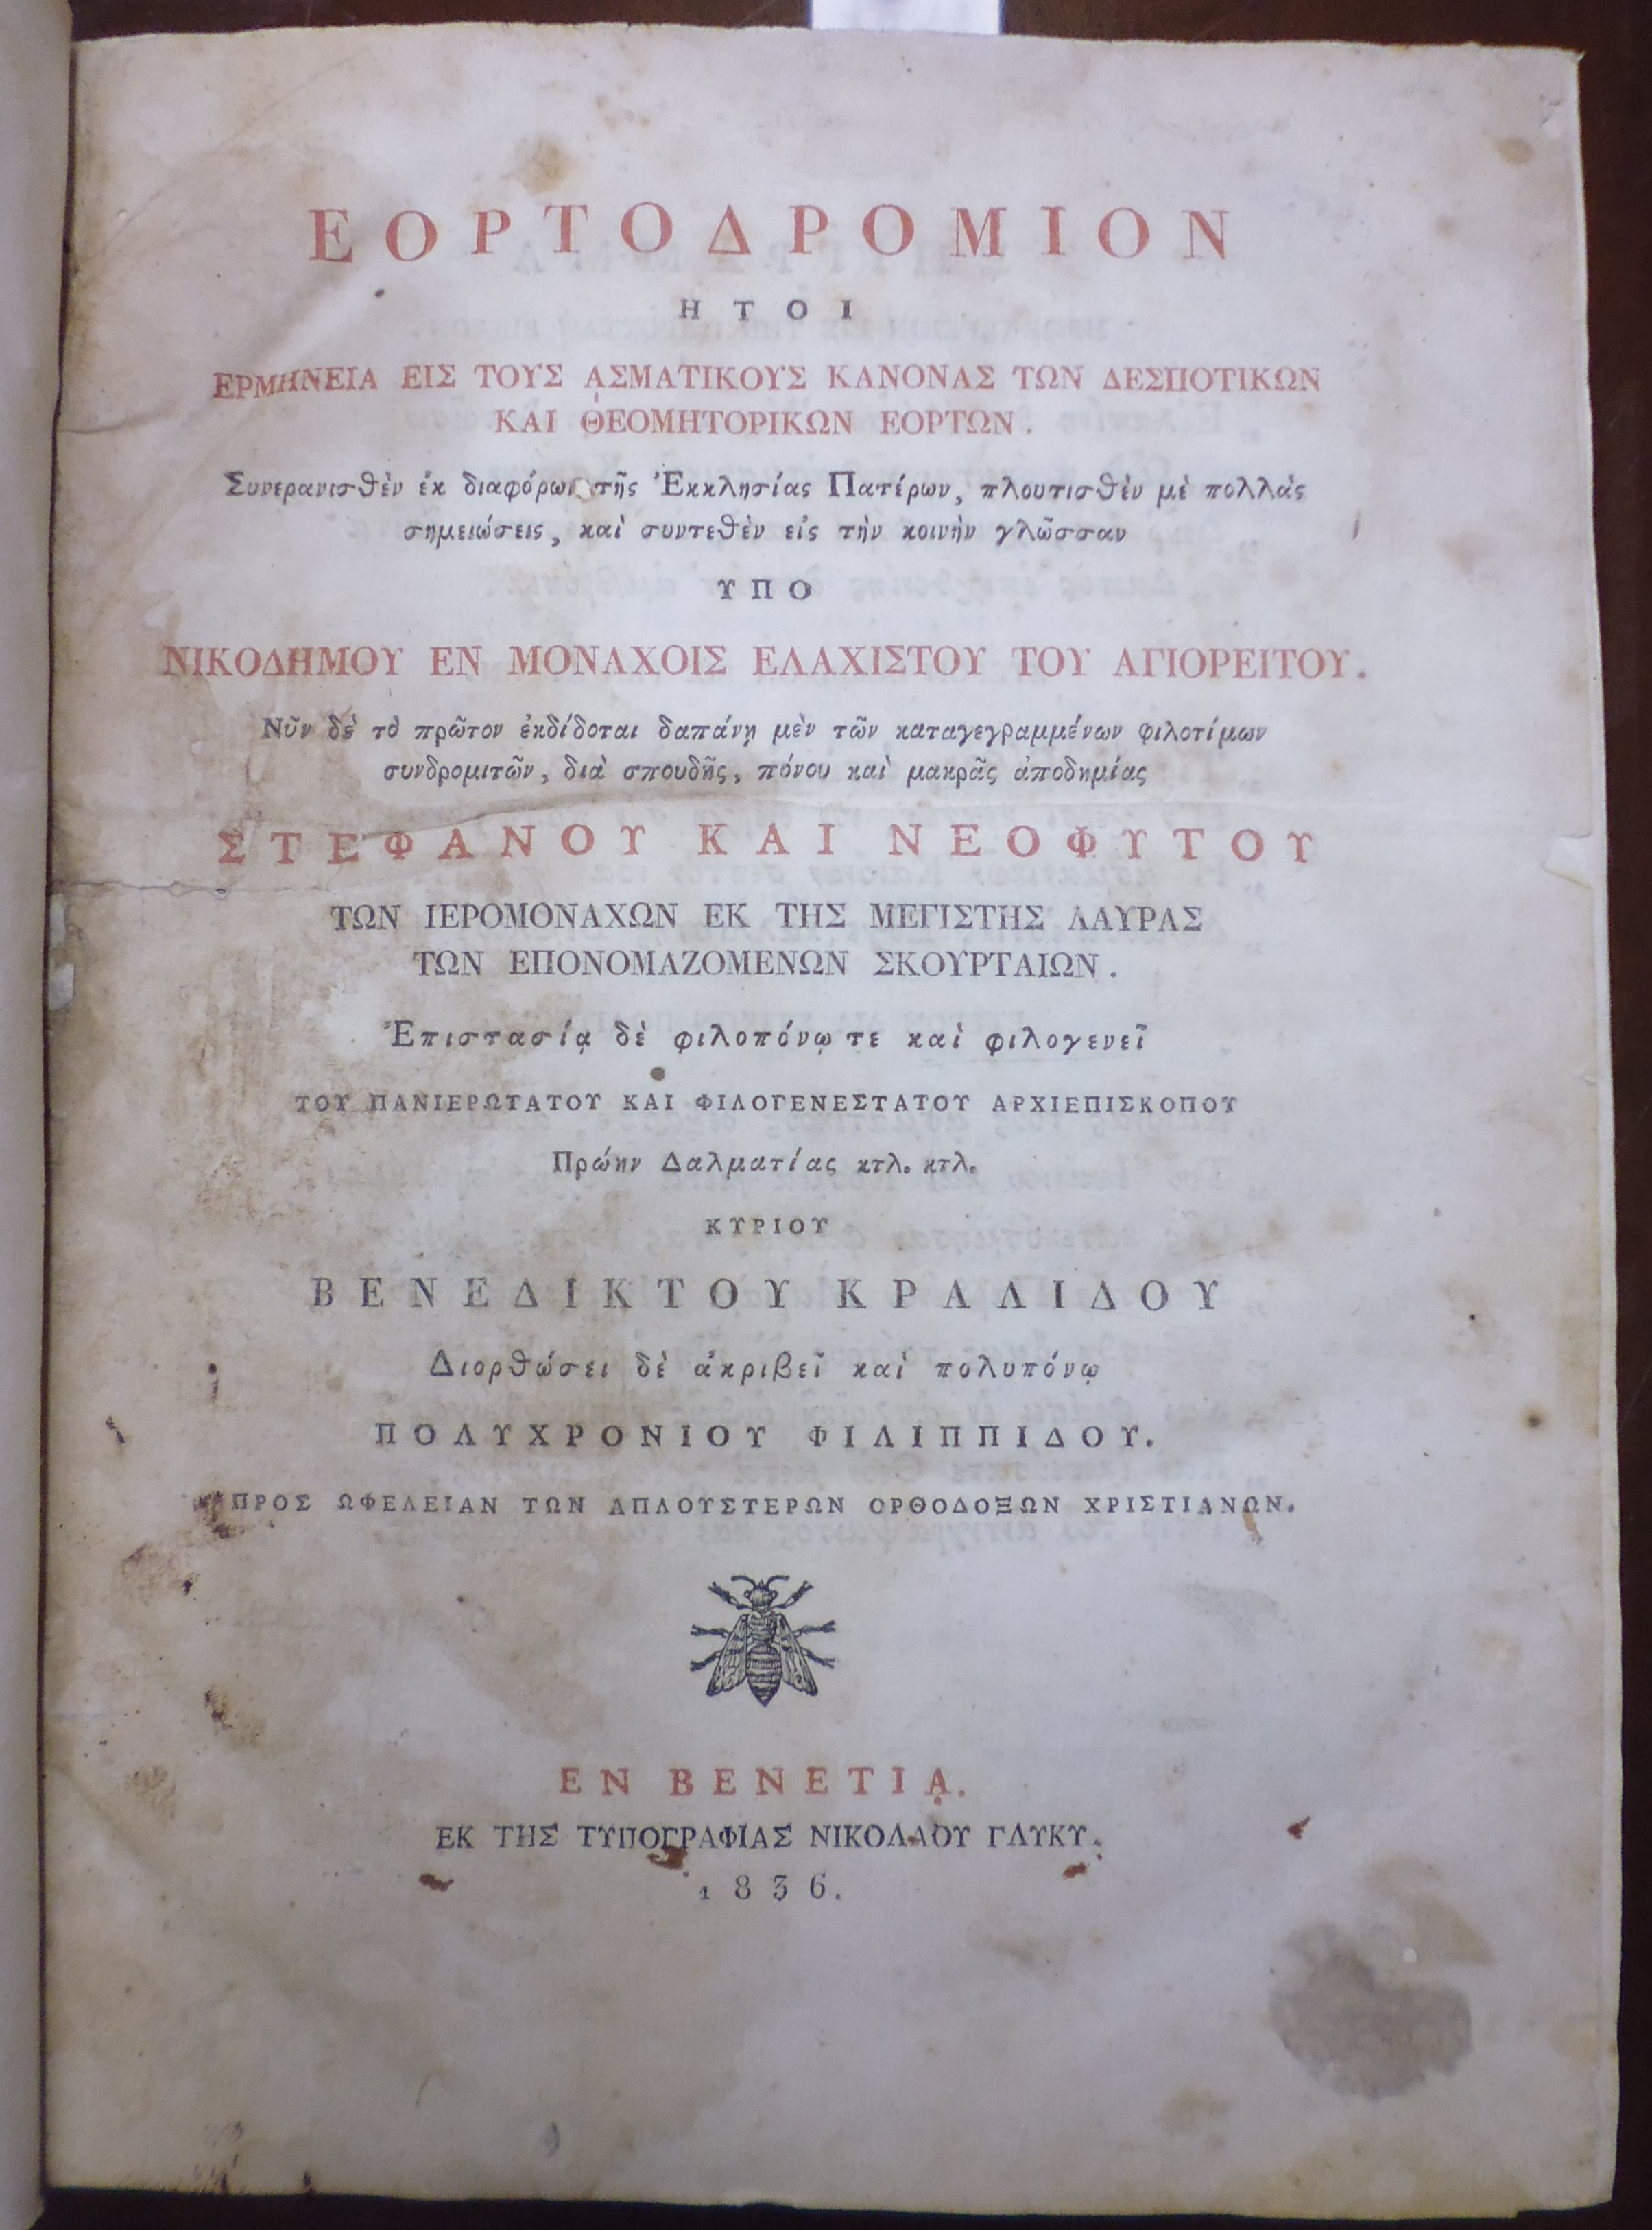 ΕΟΡΤΟΔΡΟΜΙΟΝ
ΗΤΟΙ
ΕΡΜΗΝΕΙΑ ΕΙΣ ΤΟΥΣ ᾼΣΜΑΤΙΚΟΥΣ ΚΑΝΟΝΑΣ ΤΩΝ ΔΕΣΠΟΤΙΚΩΝ
ΚΑΙ ΘΕΟΜΗΤΟΡΙΚΩΝ ΕΟΡΤΩΝ.
Συνερανισθὲν ἐκ διαφόρων τῆς Ἐκκλησίας Πατέρων, πλουτισθὲν μὲ πολλὰς
σημειώσεις, καὶ συντεθὲν εἰς τὴν κοινὴν γλῶσσαν
ΥΠΟ
ΝΙΚΟΔΗΜΟΥ ΕΝ ΜΟΝΑΧΟΙΣ ΕΛΑΧΙΣΤΟΥ ΤΟΥ ΑΓΙΟΡΕΙΤΟΥ.
Νῦν δὲ τὸ πρῶτον ἐκδίδοται δαπάνῃ μὲν τῶν καταγεγραμμένων φιλοτίμων
συνδρομιτῶν, διὰ σπουδῆς, πόνου καὶ μακρᾶς ἀποδημίας
ΣΤΕΦΑΝΟΥ ΚΑΙ ΝΕΟΦΥΤΟΥ
ΤΩΝ ΙΕΡΟΜΟΝΑΧΩΝ ΕΚ ΤΗΣ ΜΕΓΙΣΤΗΣ ΛΑΥΡΑΣ
ΤΩΝ ΕΠΟΝΟΜΑΖΟΜΕΝΩΝ ΣΚΟΥΡΤΑΙΩΝ.
Ἐπιστασίᾳ δὲ φιλοπόνῳ τε καὶ φιλογενεῖ
ΤΟΥ ΠΑΝΙΕΡΩΤΑΤΟΥ ΚΑΙ ΦΙΛΟΓΕΝΕΣΤΑΤΟΥ ΑΡΧΙΕΠΙΣΚΟΠΟΥ
Πρώην Δαλματίας κτλ. κτλ.
ΚΥΡΙΟΥ
ΒΕΝΕΔΙΚΤΟΥ ΚΡΑΛΙΔΟΥ
Διορθώσει δὲ ἀκριβεῖ καὶ πολυπόνῳ
ΠΟΛΥΧΡΟΝΙΟΥ ΦΙΛΙΠΠΙΔΟΥ.
ΠΡΟΣ ΩΦΕΛΕΙΑΝ ΤΩΝ ΑΠΛΟΥΣΤΕΡΩΝ ΟΡΘΟΔΟΞΩΝ ΧΡΙΣΤΙΑΝΩΝ.
ΕΝ ΒΕΝΕΤΙᾼ.
ΕΚ ΤΗΣ ΤΥΠΟΓΡΑΦΙΑΣ ΝΙΚΟΛΑΟΥ ΓΛΥΚΥ.
1836.